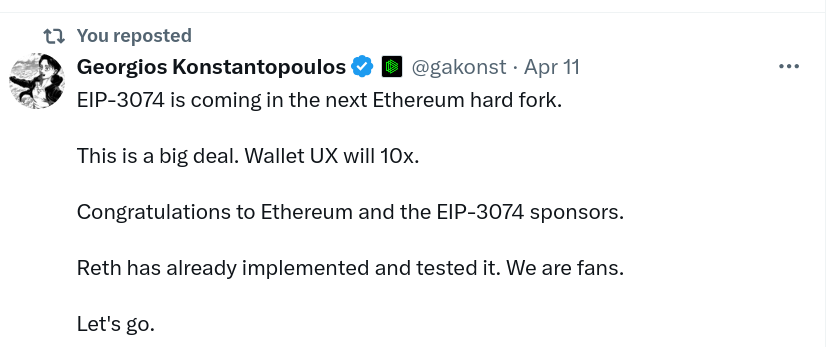 You reposted
Georgios Konstantopoulos @gakonst · Apr 11
EIP-3074 is coming in the next Ethereum hard fork.
This is a big deal. Wallet UX will 10x.
Congratulations to Ethereum and the EIP-3074 sponsors.
Reth has already implemented and tested it. We are fans.
Let's go.